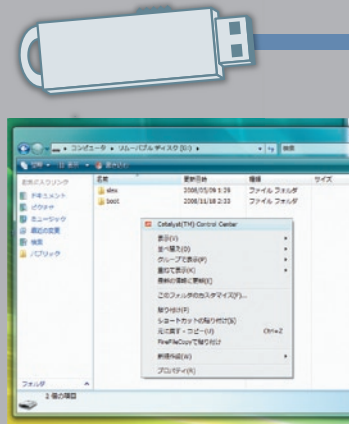 コンピュータ ▸ リムーバブル ディスク (G:) ▸
検索
整理
表示
書き込む
お気に入りリンク
名前
更新日時
種類
サイズ
ドキュメント
ピクチャ
ミュージック
最近の変更
検索
パブリック
slax
2008/11/18 2:33
ファイル フォルダ
boot
ファイル フォルダ
Catalyst(TM) Control Center
表示(V)
並べ替え(O)
グループで表示(P)
重ねて表示(K)
最新の情報に更新(E)
このフォルダのカスタマイズ(F)...
貼り付け(P)
ショートカットの貼り付け(S)
元に戻す - コピー(U)
Ctrl+Z
FireFileCopyで貼り付け
新規作成(W)
プロパティ(R)
フォルダ
2 個の項目